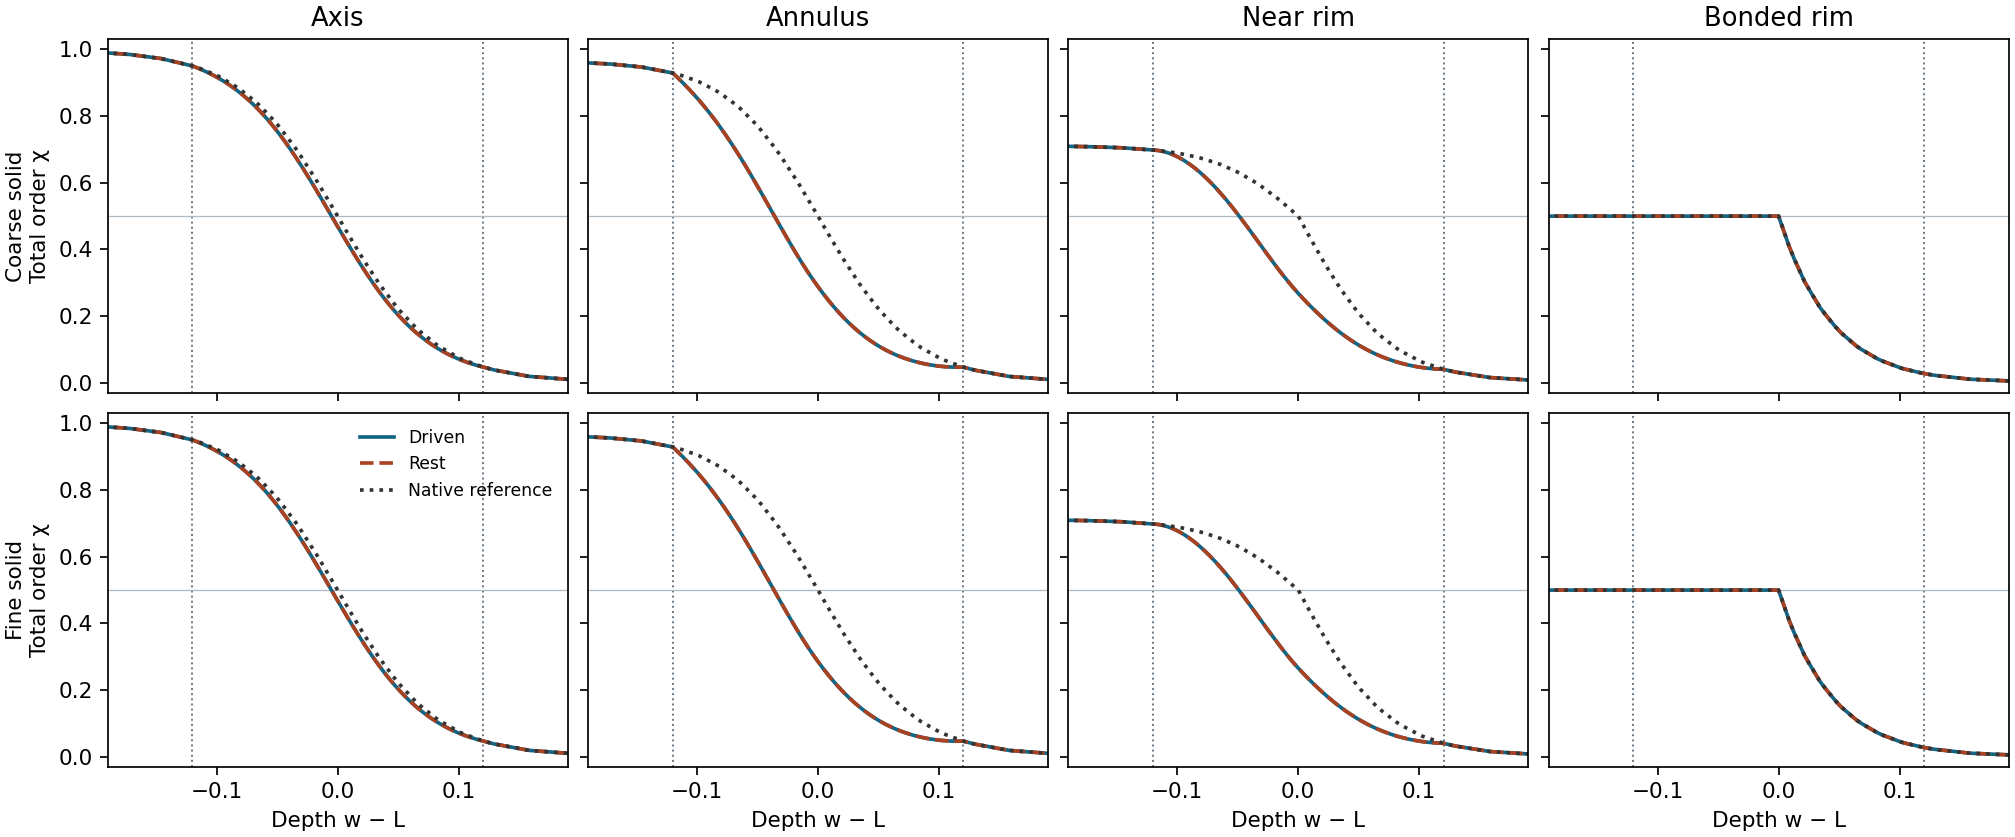 Axis
Annulus
Near rim
Bonded rim
Coarse solid
Total order χ
1.0
0.8
0.6
0.4
0.2
0.0
Fine solid
Total order χ
1.0
0.8
0.6
0.4
0.2
0.0
Driven
Rest
Native reference
−0.1 0.0 0.1
−0.1 0.0 0.1
−0.1 0.0 0.1
−0.1 0.0 0.1
Depth w − L
Depth w − L
Depth w − L
Depth w − L